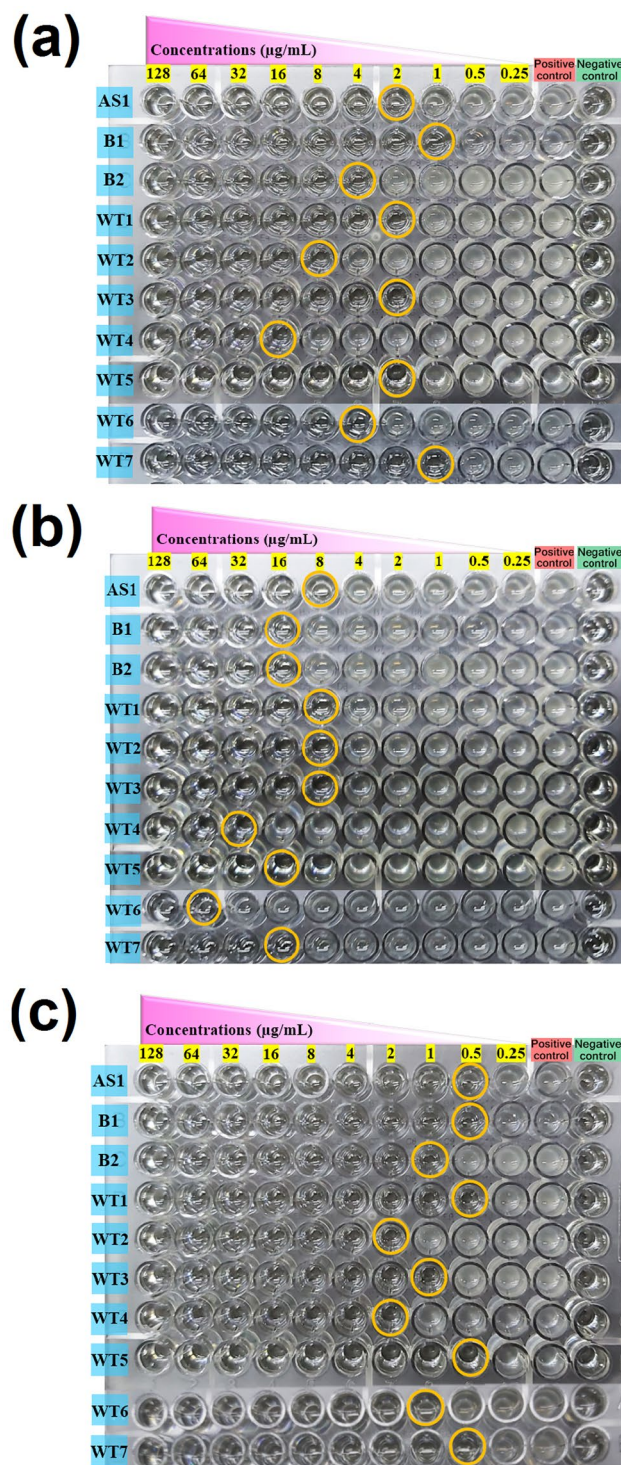 (a)
Concentrations (µg/mL)
128 64 32 16 8 4 2 1 0.5 0.25 Positive control Negative control
AS1
B1
B2
WT1
WT2
WT3
WT4
WT5
WT6
WT7
(b)
Concentrations (µg/mL)
128 64 32 16 8 4 2 1 0.5 0.25 Positive control Negative control
AS1
B1
B2
WT1
WT2
WT3
WT4
WT5
WT6
WT7
(c)
Concentrations (µg/mL)
128 64 32 16 8 4 2 1 0.5 0.25 Positive control Negative control
AS1
B1
B2
WT1
WT2
WT3
WT4
WT5
WT6
WT7